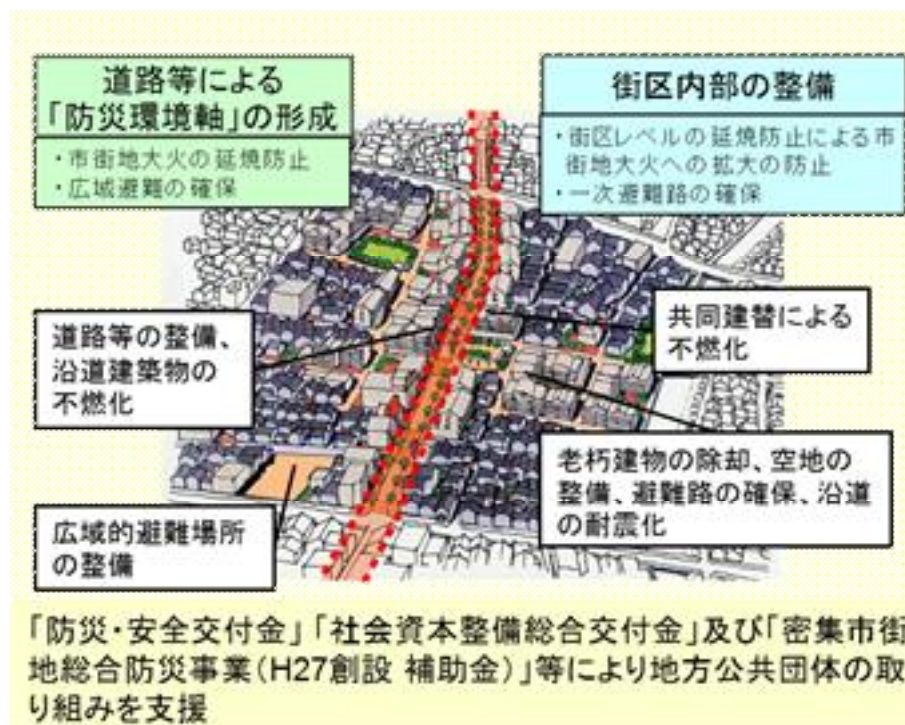 道路等による
「防災環境軸」の形成
・市街地大火の延焼防止
・広域避難の確保
街区内部の整備
・街区レベルの延焼防止による市
街地大火への拡大の防止
・一次避難路の確保
道路等の整備、
沿道建築物の
不燃化
共同建替による
不燃化
老朽建物の除却、空地の
整備、避難路の確保、沿道
の耐震化
広域的避難場所
の整備
「防災・安全交付金」「社会資本整備総合交付金」及び「密集市街
地総合防災事業(H27創設 補助金)」等により地方公共団体の取
り組みを支援